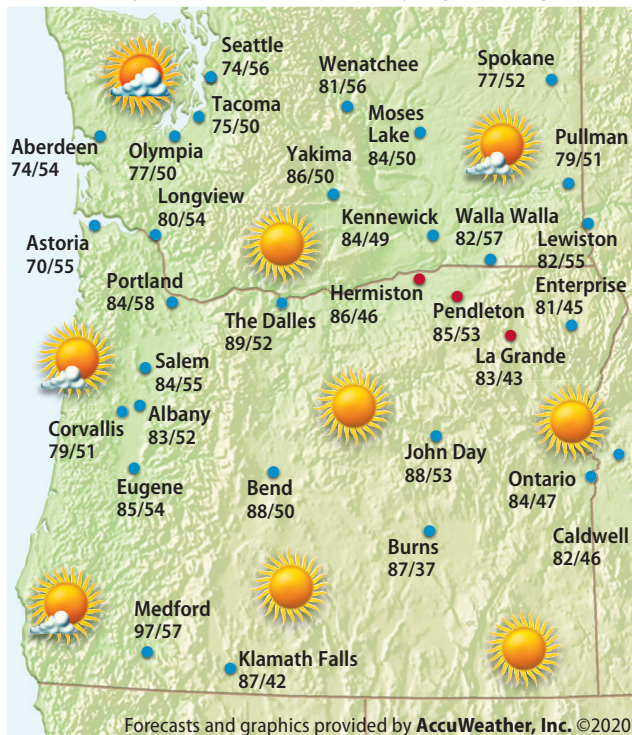 Seattle
74/56
Wenatchee
81/56
Spokane
77/52
Tacoma
75/50
Moses
Lake
84/50
Aberdeen
74/54
Olympia
77/50
Yakima
86/50
Pullman
79/51
Longview
80/54
Kennewick
84/49
Walla Walla
82/57
Lewiston
82/55
Astoria
70/55
Portland
84/58
The Dalles
89/52
Hermiston
86/46
Pendleton
85/53
Enterprise
81/45
La Grande
83/43
Salem
84/55
Albany
83/52
Corvallis
79/51
John Day
88/53
Ontario
84/47
Eugene
85/54
Bend
88/50
Burns
87/37
Caldwell
82/46
Medford
97/57
Klamath Falls
87/42
Forecasts and graphics provided by AccuWeather, Inc. ©2020